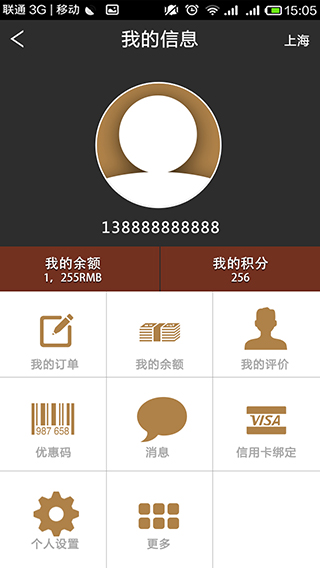 联通 3G | 移动 15:05
我的信息 上海
138888888888
我的余额 我的积分
1，255RMB 256
我的订单 我的余额 我的评价
987 658 VISA
优惠码 消息 信用卡绑定
个人设置 更多